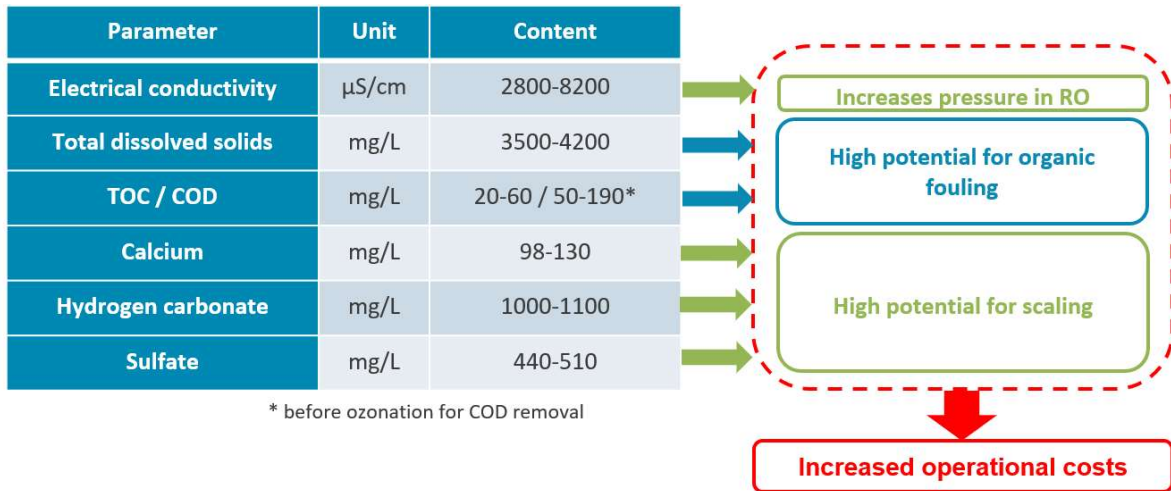 Parameter Unit Content
Electrical conductivity µS/cm 2800-8200
Increases pressure in RO
Total dissolved solids mg/L 3500-4200
High potential for organic
fouling
TOC / COD mg/L 20-60 / 50-190*
Calcium mg/L 98-130
Hydrogen carbonate mg/L 1000-1100
High potential for scaling
Sulfate mg/L 440-510
* before ozonation for COD removal
Increased operational costs